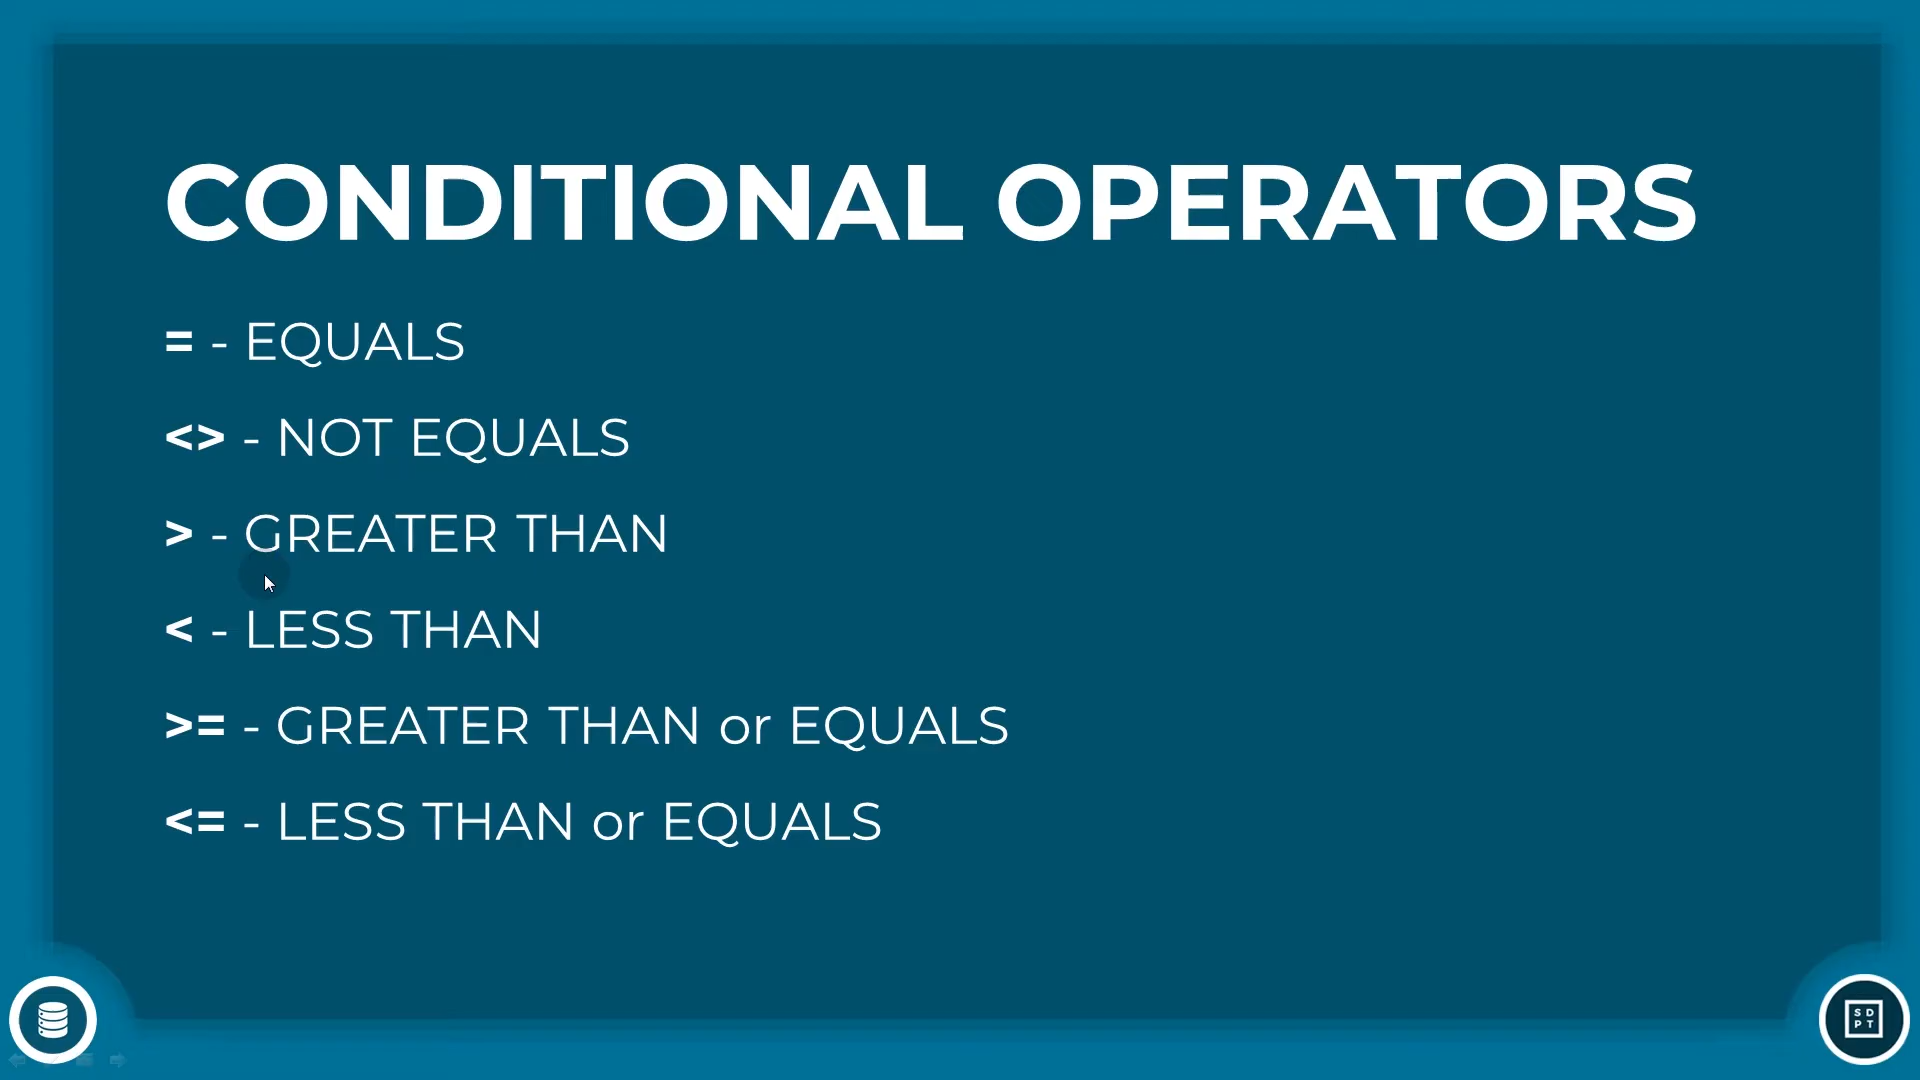 CONDITIONAL OPERATORS
= - EQUALS
<> - NOT EQUALS
> - GREATER THAN
< - LESS THAN
>= - GREATER THAN or EQUALS
<= - LESS THAN or EQUALS
SD
PT